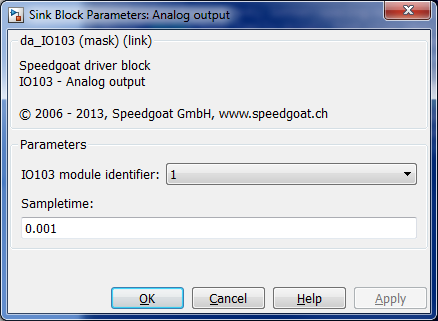 Sink Block Parameters: Analog output
da_IO103 (mask) (link)
Speedgoat driver block
IO103 - Analog output
© 2006 - 2013, Speedgoat GmbH, www.speedgoat.ch
Parameters
IO103 module identifier: 1
Sampletime:
0.001
OK Cancel Help Apply